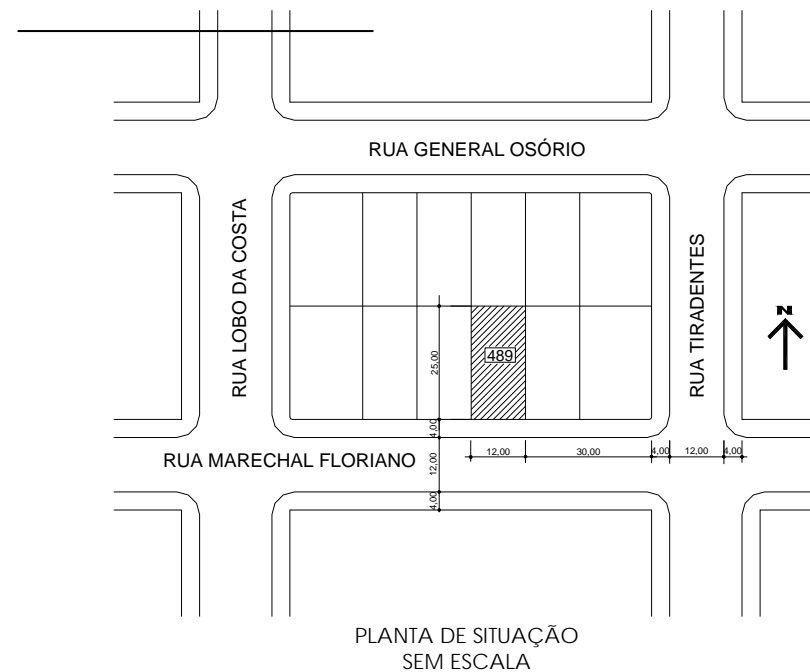 RUA GENERAL OSÓRIO
RUA LOBO DA COSTA
RUA TIRADENTES
N
25,00
489
4,00
12,00
30,00
4,00
12,00
4,00
RUA MARECHAL FLORIANO
12,00
4,00
PLANTA DE SITUAÇÃO
SEM ESCALA